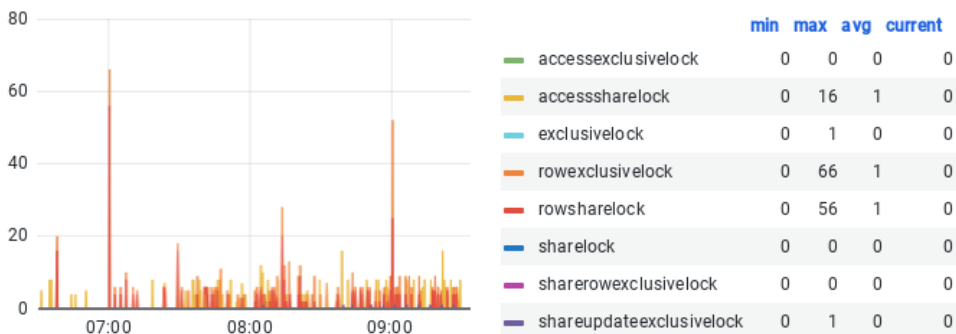 80
60
40
20
0
07:00 08:00 09:00
min max avg current
accessexclusivelock 0 0 0 0
accesssharelock 0 16 1 0
exclusivelock 0 1 0 0
rowexclusivelock 0 66 1 0
rowsharelock 0 56 1 0
sharelock 0 0 0 0
sharerowexclusivelock 0 0 0 0
shareupdateexclusivelock 0 1 0 0